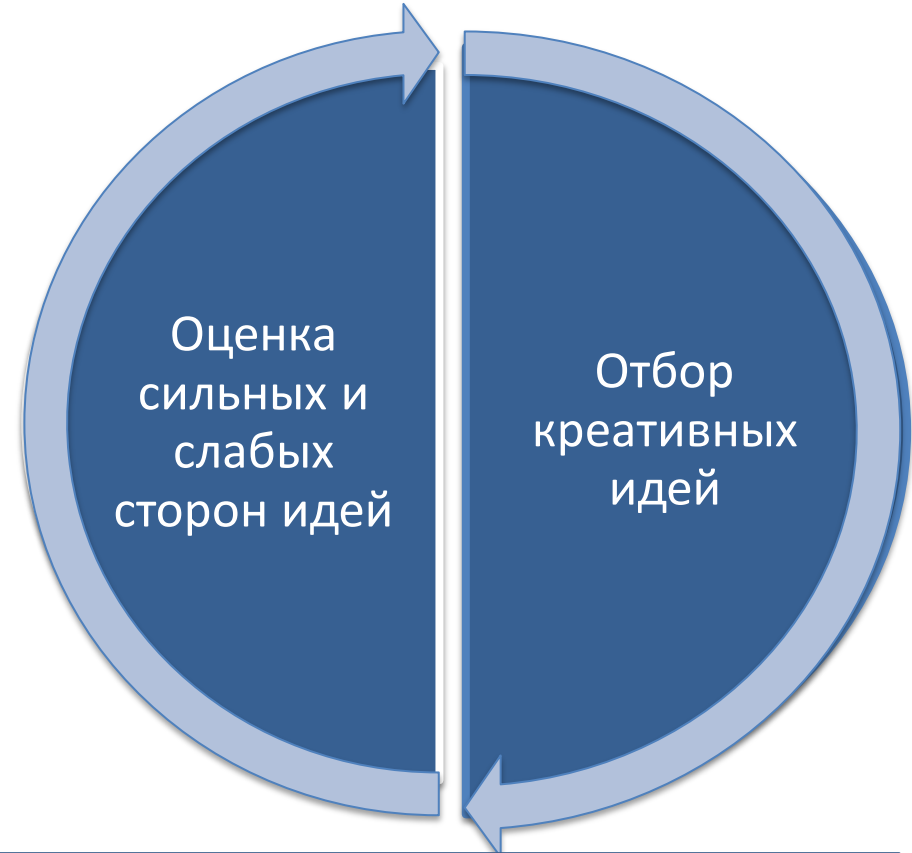 Оценка
сильных и
слабых
сторон идей
Отбор
креативных
идей